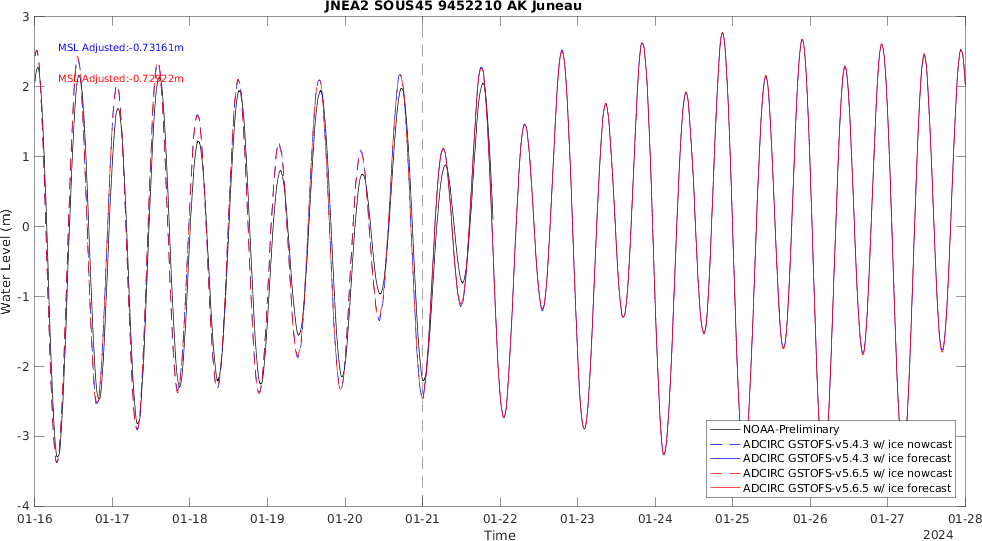 JNEA2 SOUS45 9452210 AK Juneau
MSL Adjusted:-0.73161m
MSL Adjusted:-0.72922m
3
2
1
0
-1
-2
-3
-4
Water Level (m)
NOAA-Preliminary
ADCIRC GSTOFS-v5.4.3 w/ ice nowcast
ADCIRC GSTOFS-v5.4.3 w/ ice forecast
ADCIRC GSTOFS-v5.6.5 w/ ice nowcast
ADCIRC GSTOFS-v5.6.5 w/ ice forecast
01-16 01-17 01-18 01-19 01-20 01-21 01-22 01-23 01-24 01-25 01-26 01-27 01-28
Time
2024